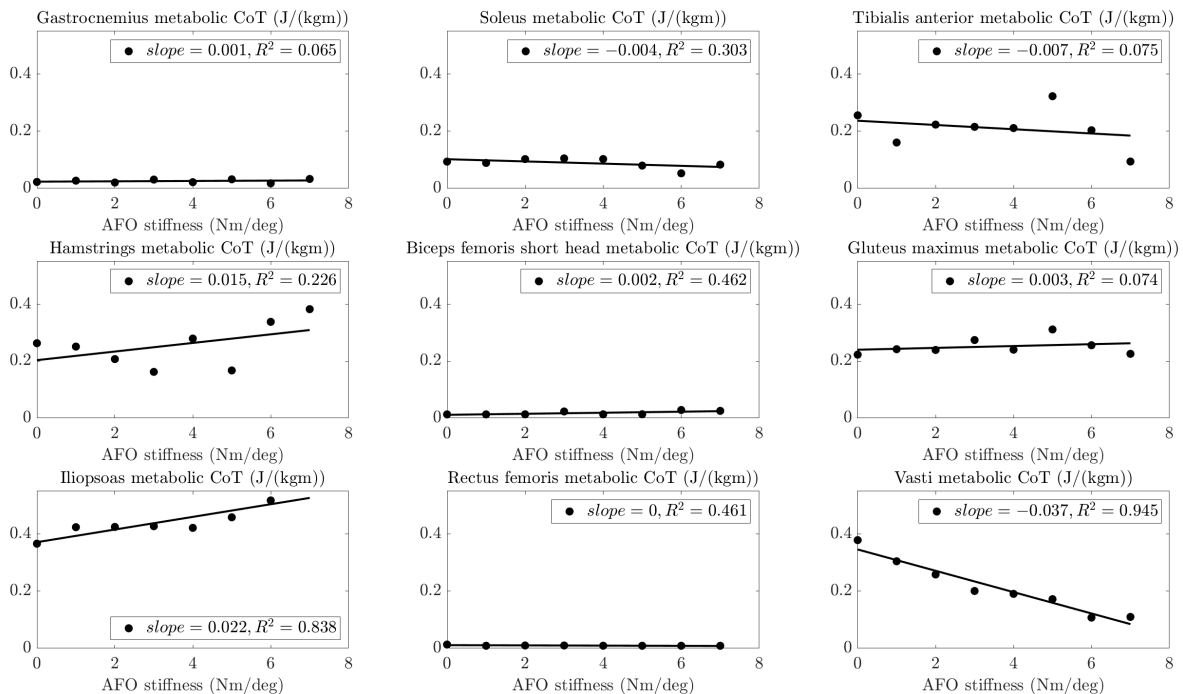 Gastrocnemius metabolic CoT (J/(kgm))
slope = 0.001, R² = 0.065
0.4
0.2
0
0 2 4 6 8
AFO stiffness (Nm/deg)
Soleus metabolic CoT (J/(kgm))
slope = −0.004, R² = 0.303
0.4
0.2
0
0 2 4 6 8
AFO stiffness (Nm/deg)
Tibialis anterior metabolic CoT (J/(kgm))
slope = −0.007, R² = 0.075
0.4
0.2
0
0 2 4 6 8
AFO stiffness (Nm/deg)
Hamstrings metabolic CoT (J/(kgm))
slope = 0.015, R² = 0.226
0.4
0.2
0
0 2 4 6 8
AFO stiffness (Nm/deg)
Biceps femoris short head metabolic CoT (J/(kgm))
slope = 0.002, R² = 0.462
0.4
0.2
0
0 2 4 6 8
AFO stiffness (Nm/deg)
Gluteus maximus metabolic CoT (J/(kgm))
slope = 0.003, R² = 0.074
0.4
0.2
0
0 2 4 6 8
AFO stiffness (Nm/deg)
Iliopsoas metabolic CoT (J/(kgm))
0.4
0.2
slope = 0.022, R² = 0.838
0
0 2 4 6 8
AFO stiffness (Nm/deg)
Rectus femoris metabolic CoT (J/(kgm))
slope = 0, R² = 0.461
0.4
0.2
0
0 2 4 6 8
AFO stiffness (Nm/deg)
Vasti metabolic CoT (J/(kgm))
slope = −0.037, R² = 0.945
0.4
0.2
0
0 2 4 6 8
AFO stiffness (Nm/deg)